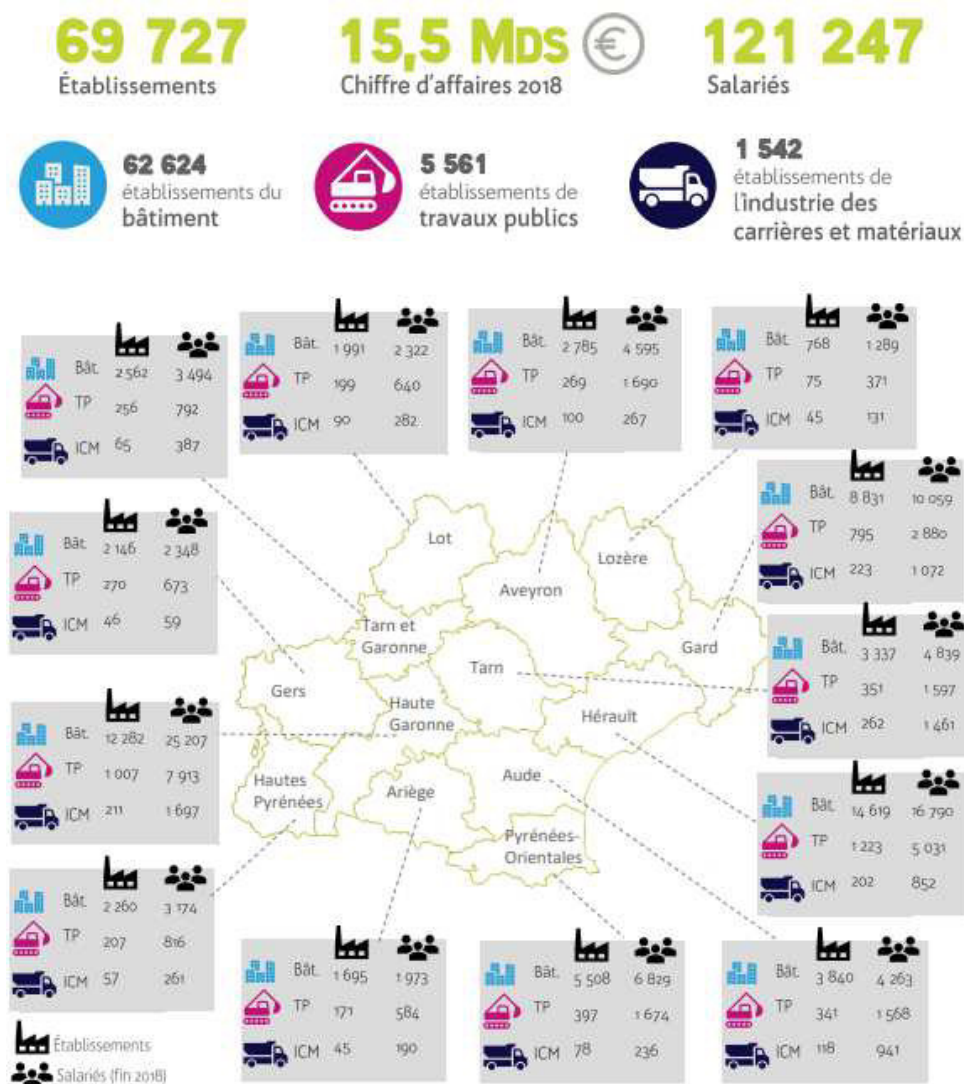 69 727
Établissements
15,5 MDS €
Chiffre d'affaires 2018
121 247
Salariés
62 624
établissements du
bâtiment
5 561
établissements de
travaux publics
1 542
établissements de
l'industrie des
carrières et matériaux
Bât. 2 562 3 494
TP 256 792
ICM 65 387
Bât. 1 991 2 322
TP 199 640
ICM 90 282
Bât. 2 785 4 595
TP 269 1 690
ICM 100 267
Bât. 768 1 289
TP 75 371
ICM 45 131
Bât. 8 831 10 059
TP 795 2 880
ICM 223 1 072
Bât. 2 146 2 348
TP 270 673
ICM 46 59
Bât. 3 337 4 839
TP 351 1 597
ICM 262 1 461
Bât. 12 282 25 207
TP 1 007 7 913
ICM 211 1 697
Bât. 14 619 16 790
TP 1 223 5 031
ICM 202 852
Bât. 2 260 3 174
TP 207 816
ICM 57 261
Bât. 1 695 1 973
TP 171 584
ICM 45 190
Bât. 5 508 6 829
TP 397 1 674
ICM 78 236
Bât. 3 840 4 263
TP 341 1 568
ICM 118 941
Lot
Aveyron
Lozère
Tarn et
Garonne
Tarn
Gard
Gers
Haute
Garonne
Hérault
Hautes
Pyrénées
Ariège
Aude
Pyrénées-
Orientales
Établissements
Salariés (fin 2018)